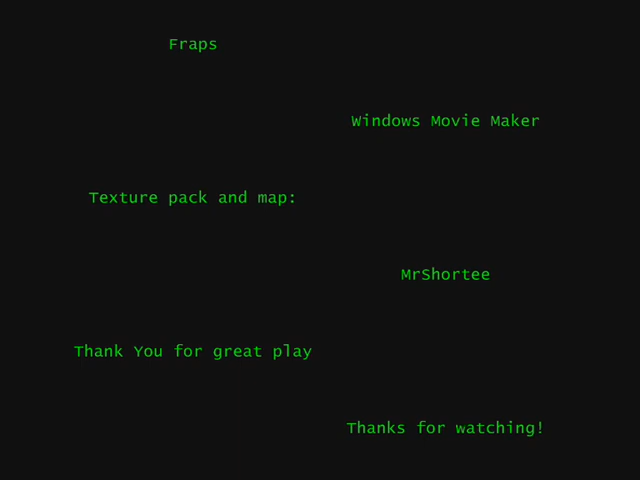 Fraps
Windows Movie Maker
Texture pack and map:
MrShortee
Thank You for great play
Thanks for watching!